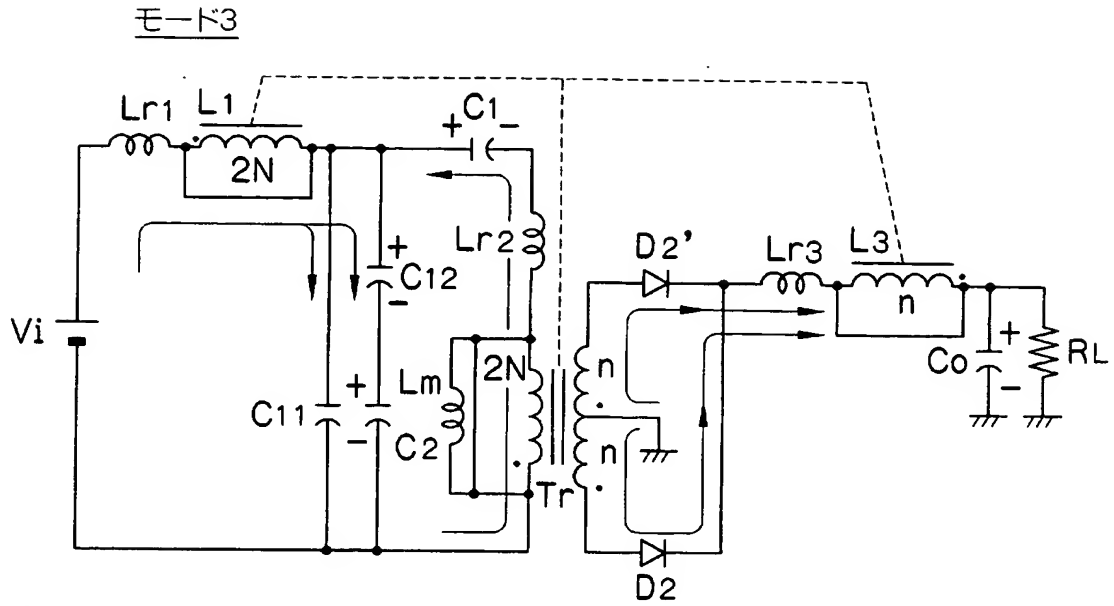 モード3
Lr1
L1
2N
+ C1 -
Lr2
+
C12
-
Vi
C11
+
-
C2
Lm
2N
Tr
n
n
D2'
D2
Lr3
L3
n
Co
+
-
RL